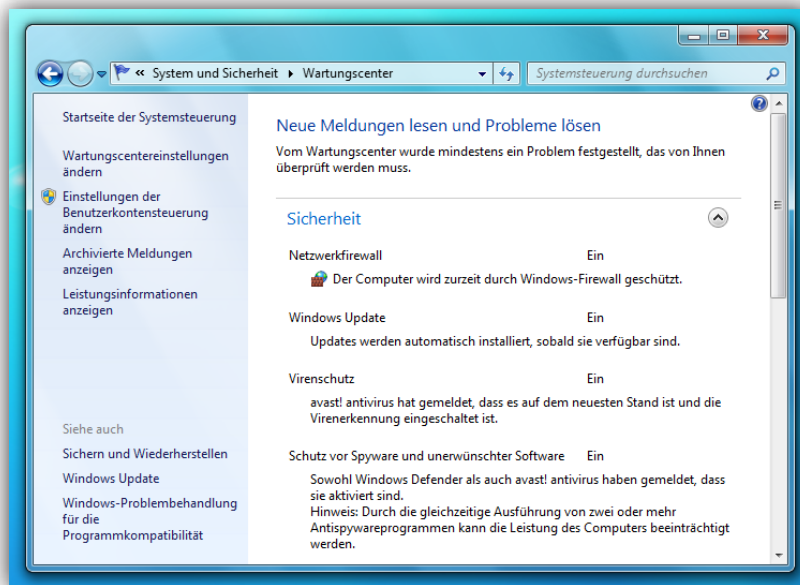 « System und Sicherheit ▸ Wartungscenter
Systemsteuerung durchsuchen
Startseite der Systemsteuerung
Wartungscentereinstellungen
ändern
Einstellungen der
Benutzerkontensteuerung
ändern
Archivierte Meldungen
anzeigen
Leistungsinformationen
anzeigen
Siehe auch
Sichern und Wiederherstellen
Windows Update
Windows-Problembehandlung
für die
Programmkompatibilität
Neue Meldungen lesen und Probleme lösen
Vom Wartungscenter wurde mindestens ein Problem festgestellt, das von Ihnen
überprüft werden muss.
Sicherheit
Netzwerkfirewall Ein
Der Computer wird zurzeit durch Windows-Firewall geschützt.
Windows Update Ein
Updates werden automatisch installiert, sobald sie verfügbar sind.
Virenschutz Ein
avast! antivirus hat gemeldet, dass es auf dem neuesten Stand ist und die
Virenerkennung eingeschaltet ist.
Schutz vor Spyware und unerwünschter Software Ein
Sowohl Windows Defender als auch avast! antivirus haben gemeldet, dass
sie aktiviert sind.
Hinweis: Durch die gleichzeitige Ausführung von zwei oder mehr
Antispywareprogrammen kann die Leistung des Computers beeinträchtigt
werden.